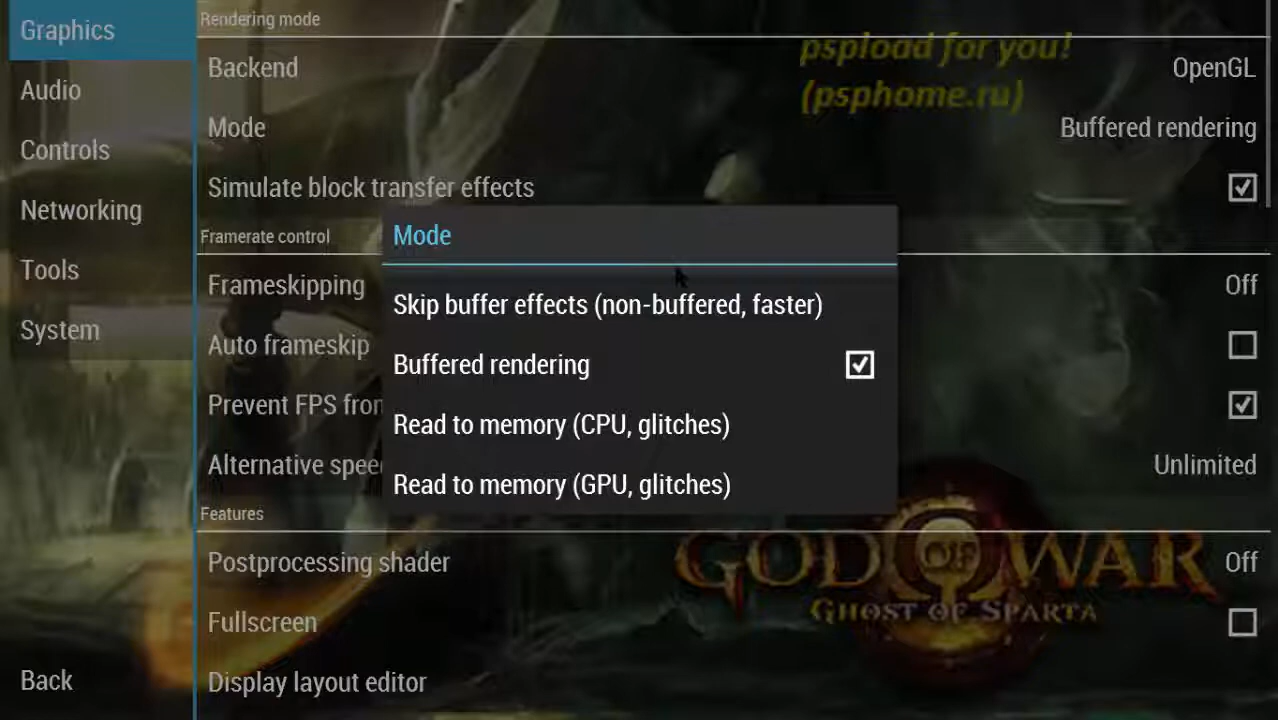 Graphics
Audio
Controls
Networking
Tools
System
Back
Rendering mode
pspload for you!
(psphome.ru)
Backend OpenGL
Mode Buffered rendering
Simulate block transfer effects
Framerate control
Frameskipping Off
Auto frameskip
Prevent FPS fron
Alternative spee Unlimited
Features
Postprocessing shader Off
Fullscreen
Display layout editor
Mode
Skip buffer effects (non-buffered, faster)
Buffered rendering
Read to memory (CPU, glitches)
Read to memory (GPU, glitches)
GOD OF WAR
GHOST OF SPARTA